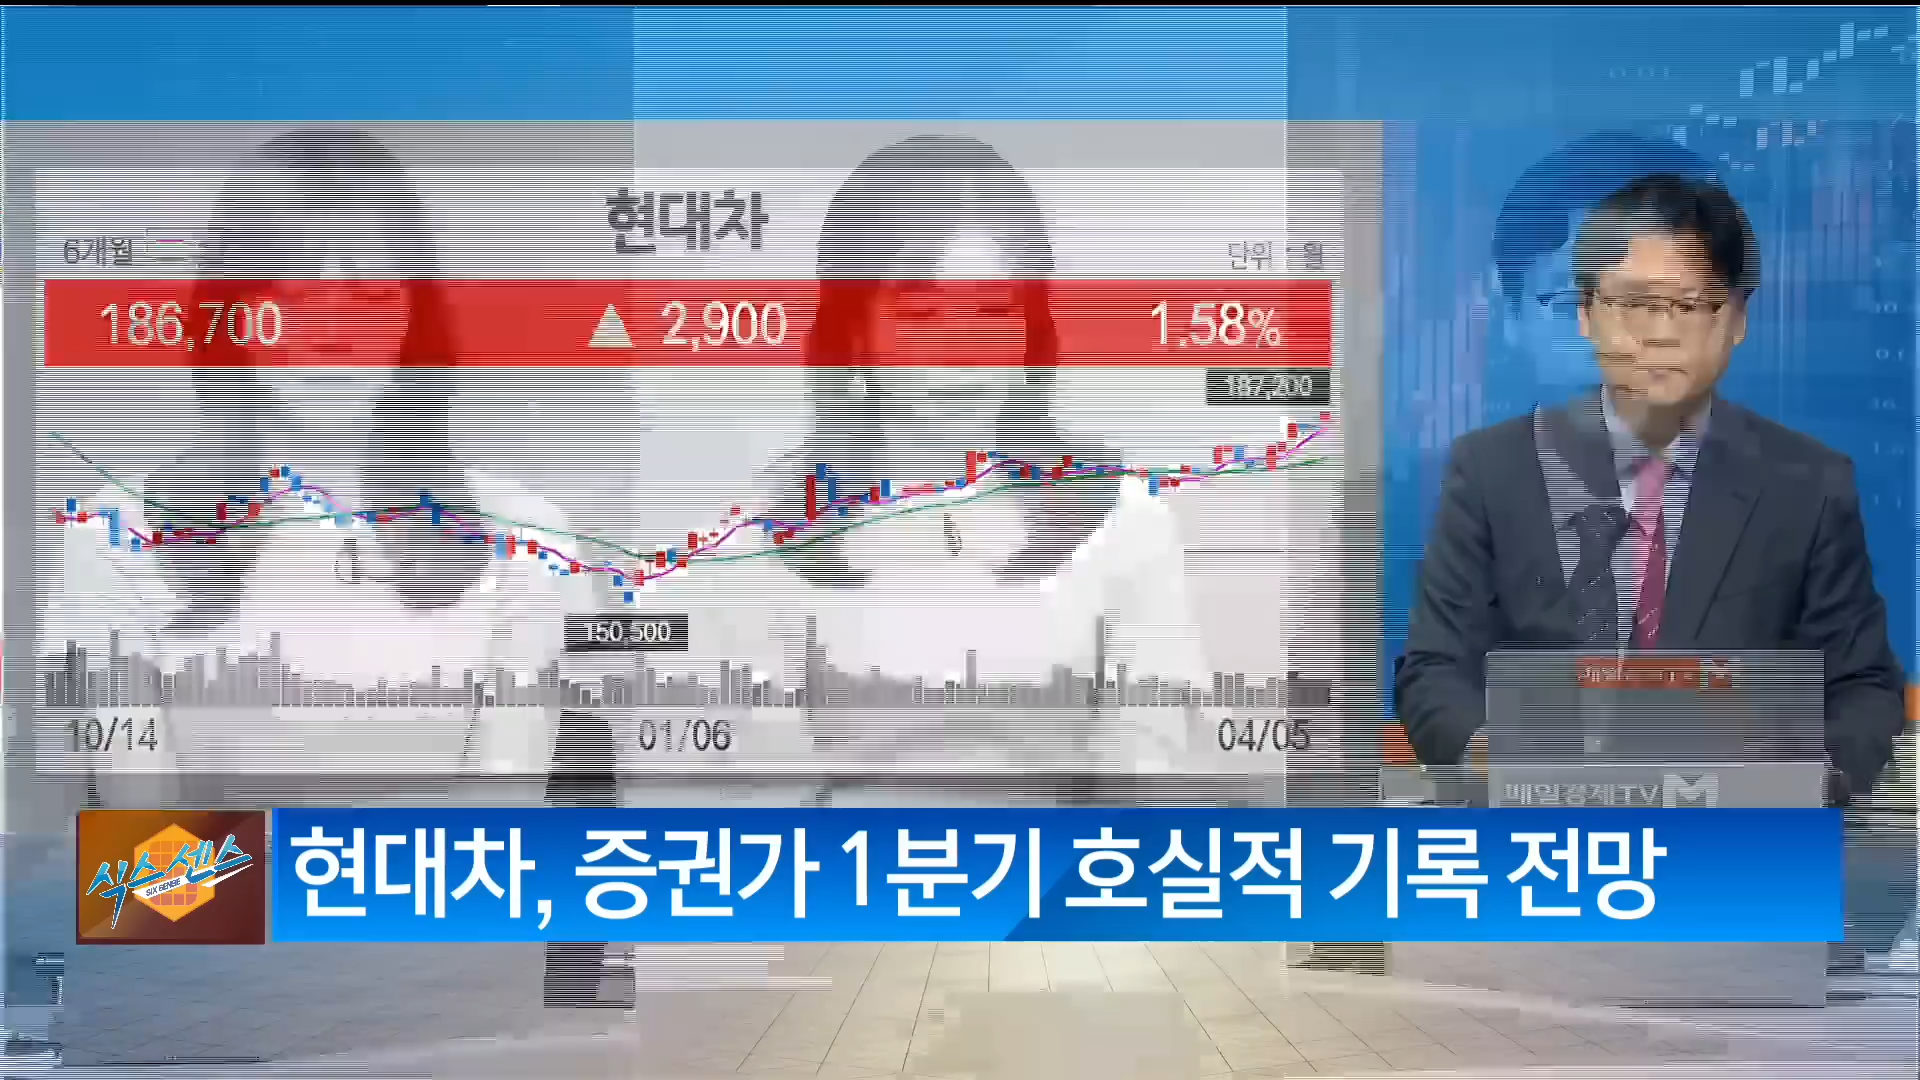 현대차
6개월
단위 : 원
186,700 ▲ 2,900 1.58%
187,200
150,500
10/14 01/06 04/05
매일경제TV M
식스센스
SIX SENSE
현대차, 증권가 1분기 호실적 기록 전망